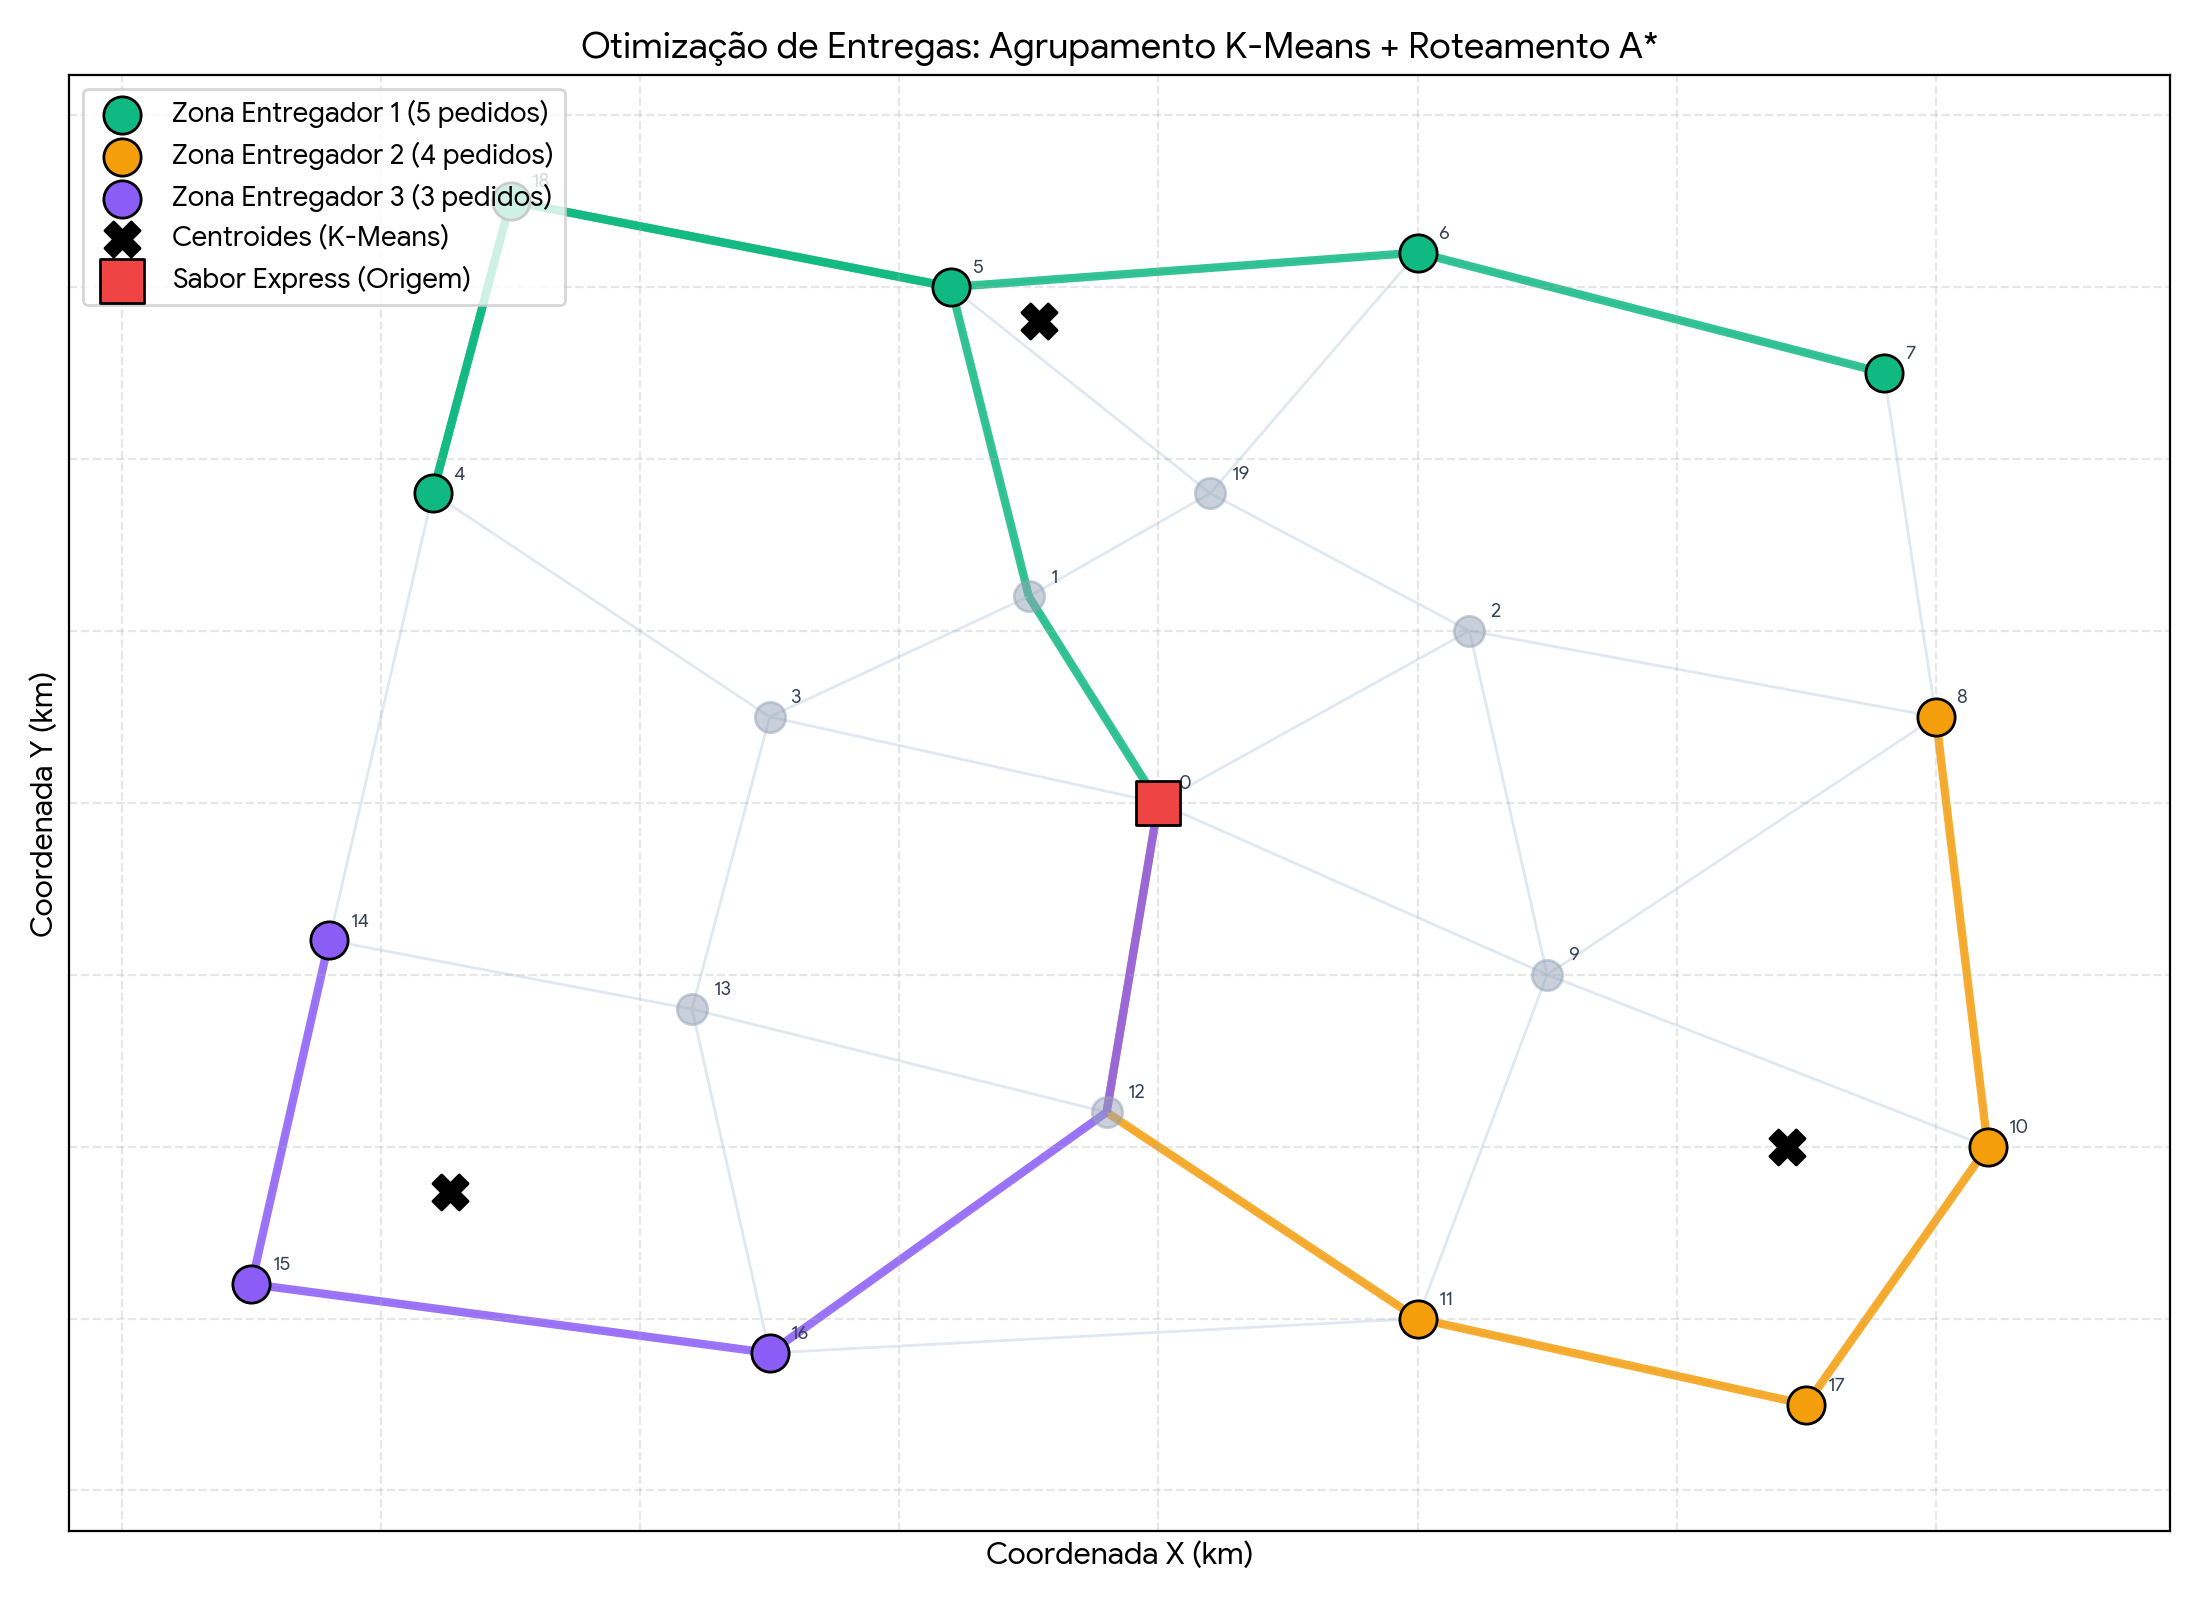 Otimização de Entregas: Agrupamento K-Means + Roteamento A*
Zona Entregador 1 (5 pedidos)
Zona Entregador 2 (4 pedidos)
18
Zona Entregador 3 (3 pedidos)
Centroides (K-Means)
Sabor Express (Origem)
6
5
7
4
19
1
2
3
8
0
14
9
13
12
10
15
11
16
17
Coordenada Y (km)
Coordenada X (km)